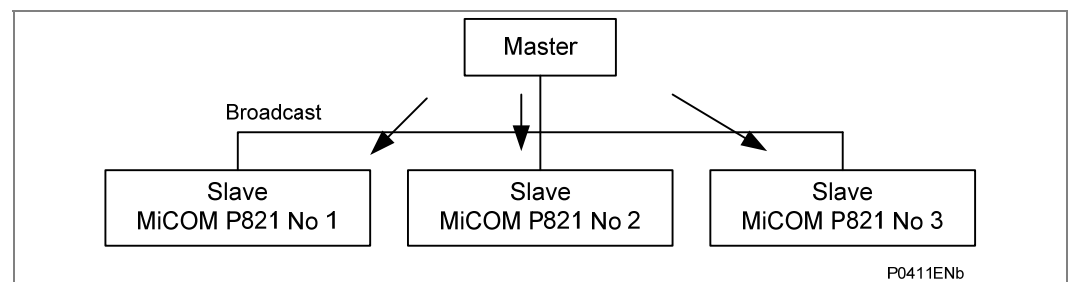 Master
Broadcast
Slave
MiCOM P821 No 1
Slave
MiCOM P821 No 2
Slave
MiCOM P821 No 3
P0411ENb